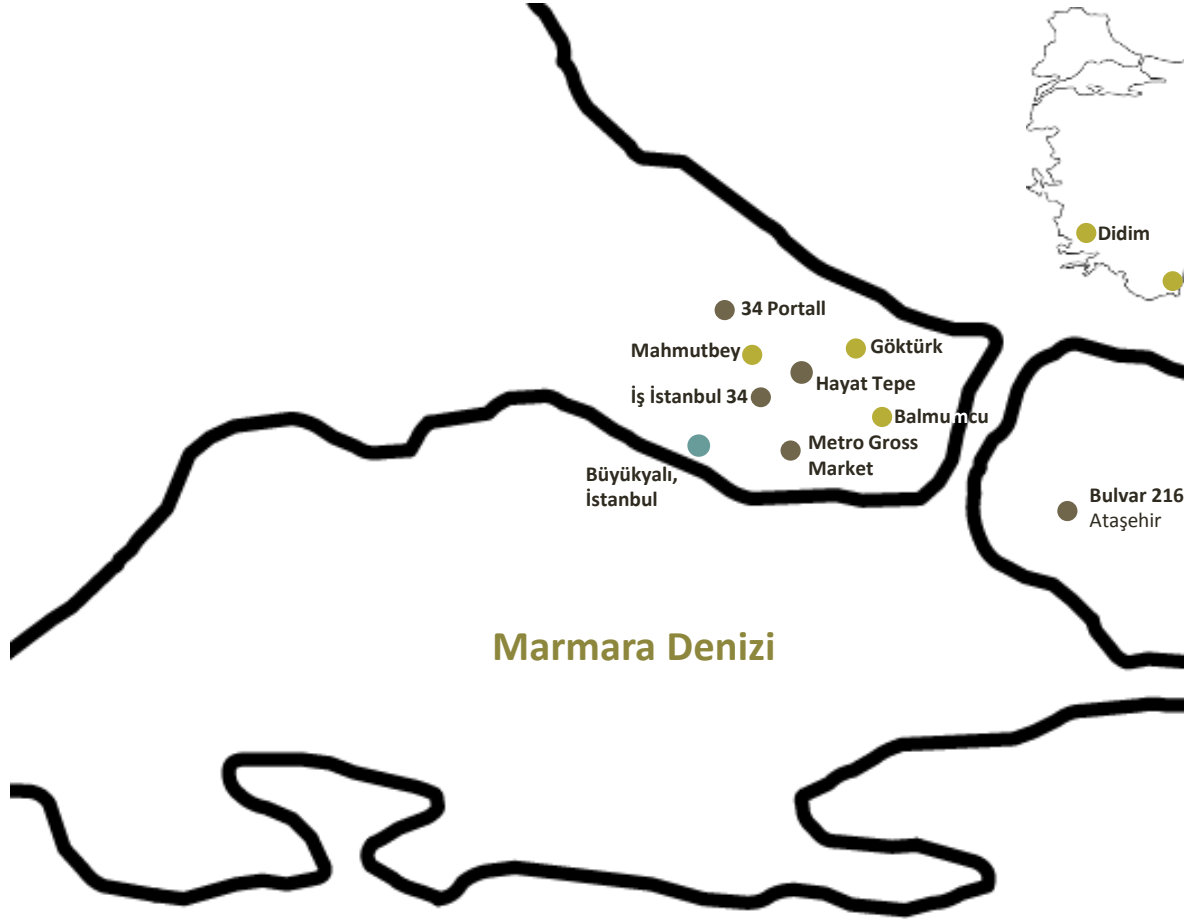 Didim
34 Portall
Mahmutbey
Göktürk
Hayat Tepe
İş İstanbul 34
Balmumcu
Metro Gross
Market
Büyükyalı,
İstanbul
Bulvar 216
Ataşehir
Marmara Denizi